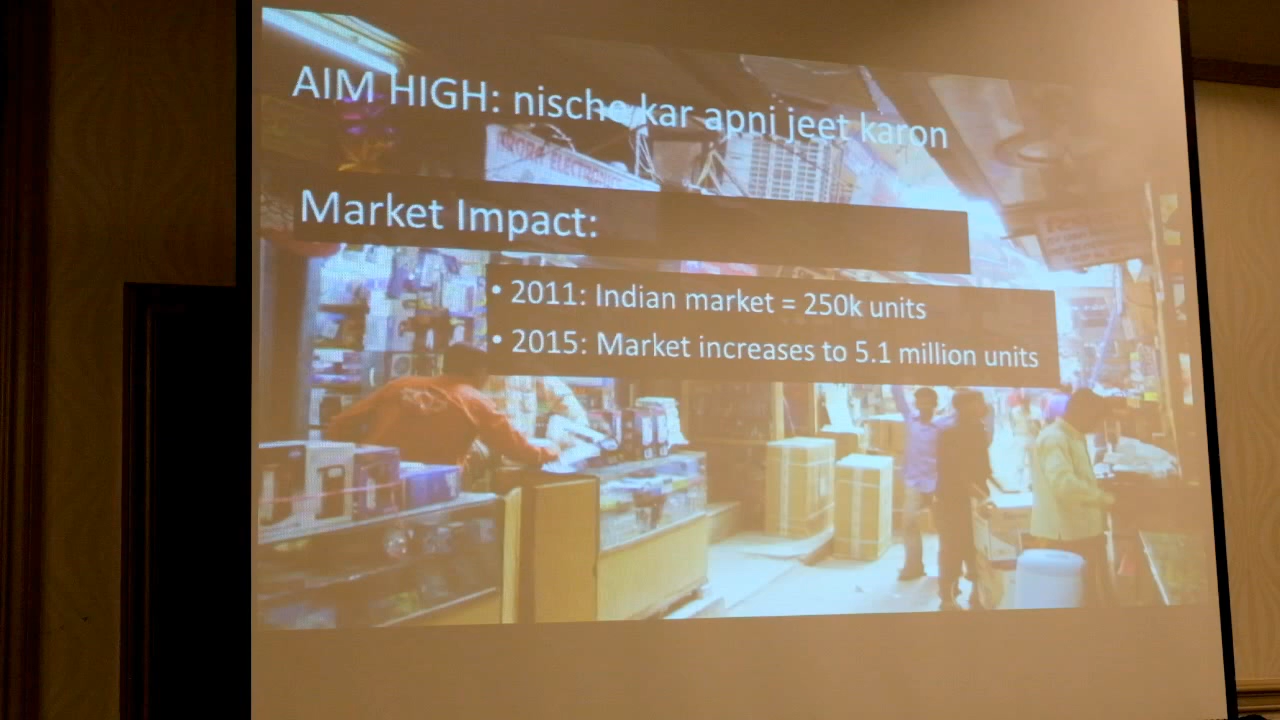 AIM HIGH: nische kar apni jeet karon
ELECTRONIC
Market Impact:
• 2011: Indian market = 250k units
• 2015: Market increases to 5.1 million units